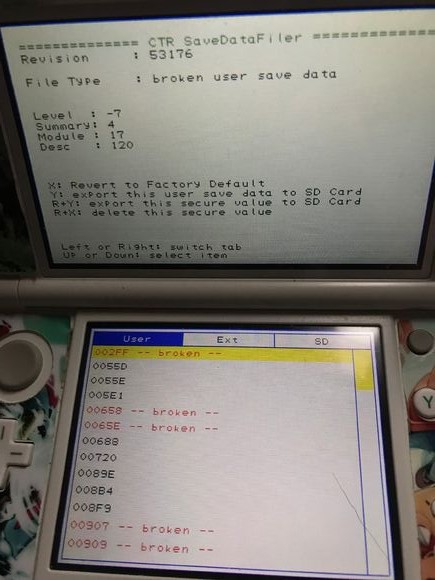 ============== CTR SaveDataFiler ==============
Revision : 53176
File Type : broken user save data
Level : -7
Summary: 4
Module : 17
Desc : 120
X: Revert to Factory Default
Y: export this user save data to SD Card
R+Y: export this secure value to SD Card
R+X: delete this secure value
Left or Right: switch tab
UP or Down: select item
User Ext SD
002FF -- broken --
0055D
0055E
005E1
00658 -- broken --
0065E -- broken --
00688
00720
0089E
008B4
008F9
00907 -- broken --
00909 -- broken --
Y